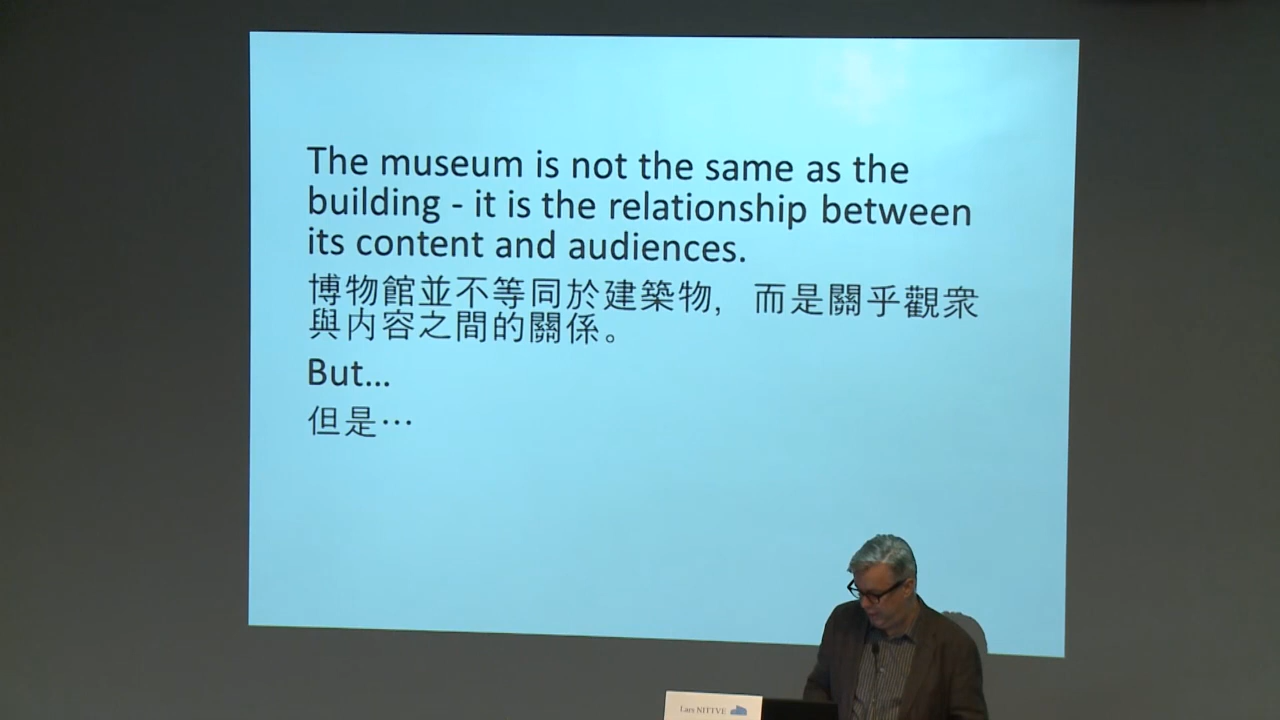 The museum is not the same as the
building - it is the relationship between
its content and audiences.
博物館並不等同於建築物，而是關乎觀衆
與内容之間的關係。
But...
但是…
Lars NITTVE